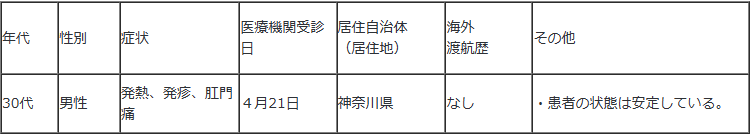 年代 性別 症状 医療機関受診日 居住自治体（居住地） 海外渡航歴 その他
30代 男性 発熱、発疹、肛門痛 ４月21日 神奈川県 なし ・患者の状態は安定している。